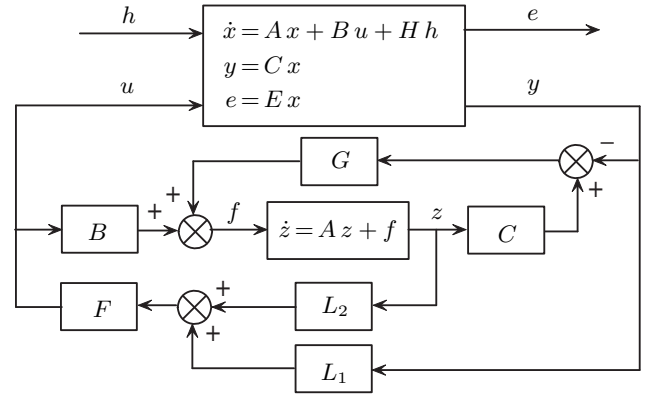 h
ẋ = A x + B u + H h
e
u
y = C x
e = E x
y
G
−
+
+
+
B
f
ż = A z + f
z
C
F
+
L₂
+
L₁